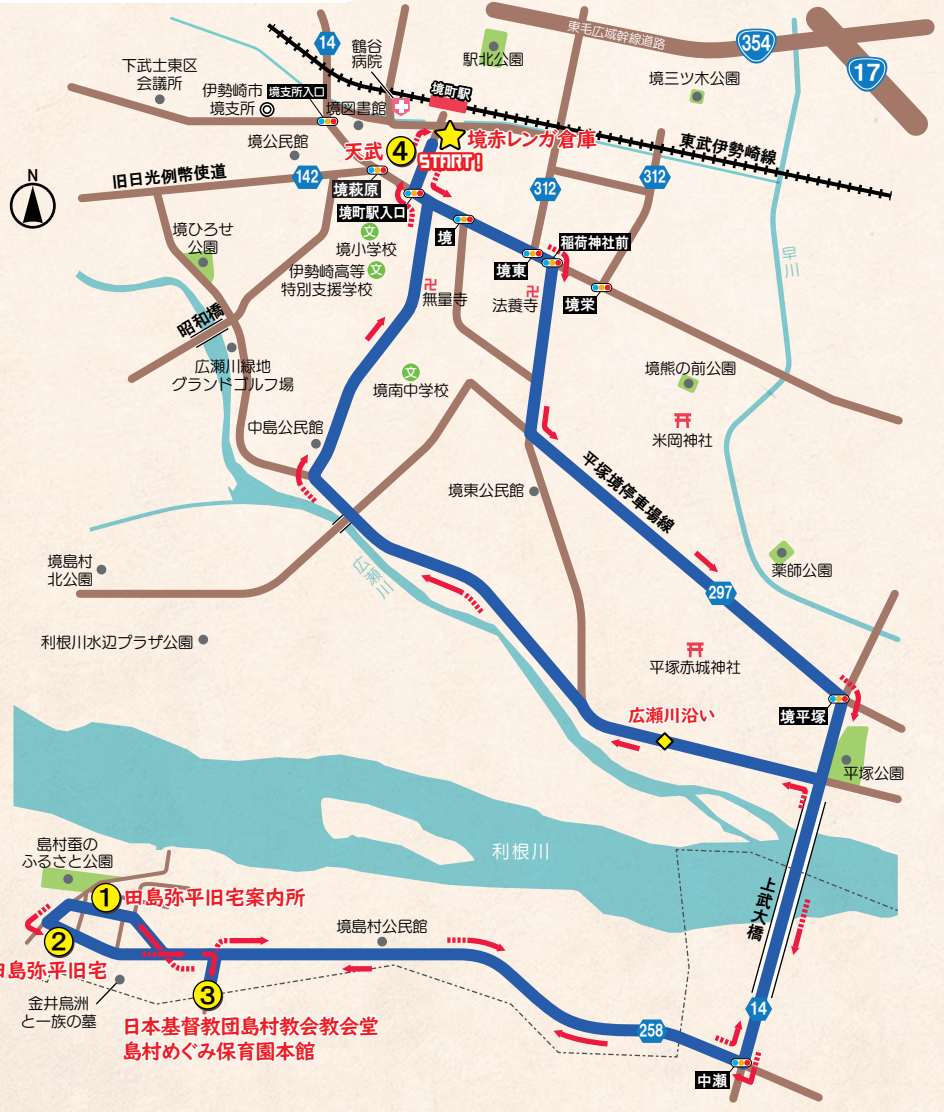 東毛広域幹線道路
354
17
14
鶴谷
病院
駅北公園
境三ツ木公園
下武士東区
会議所
伊勢崎市
境支所
境支所入口
境図書館
境町駅
境公民館
天武
4
START!
境赤レンガ倉庫
東武伊勢崎線
旧日光例幣使道
142
境萩原
312
312
N
境町駅入口
境
境東
稲荷神社前
境栄
境ひろせ
公園
文
境小学校
伊勢崎高等
特別支援学校
文
卍
無量寺
卍
法養寺
早川
昭和橋
広瀬川緑地
グランドゴルフ場
文
境南中学校
境熊の前公園
米岡神社
中島公民館
平塚境停車場線
境東公民館
境島村
北公園
広瀬川
297
薬師公園
利根川水辺プラザ公園
平塚赤城神社
広瀬川沿い
境平塚
平塚公園
利根川
島村蚕の
ふるさと公園
1
田島弥平旧宅案内所
上武大橋
2
島弥平旧宅
境島村公民館
金井烏洲
と一族の墓
3
日本基督教団島村教会教会堂
島村めぐみ保育園本館
258
14
中瀬